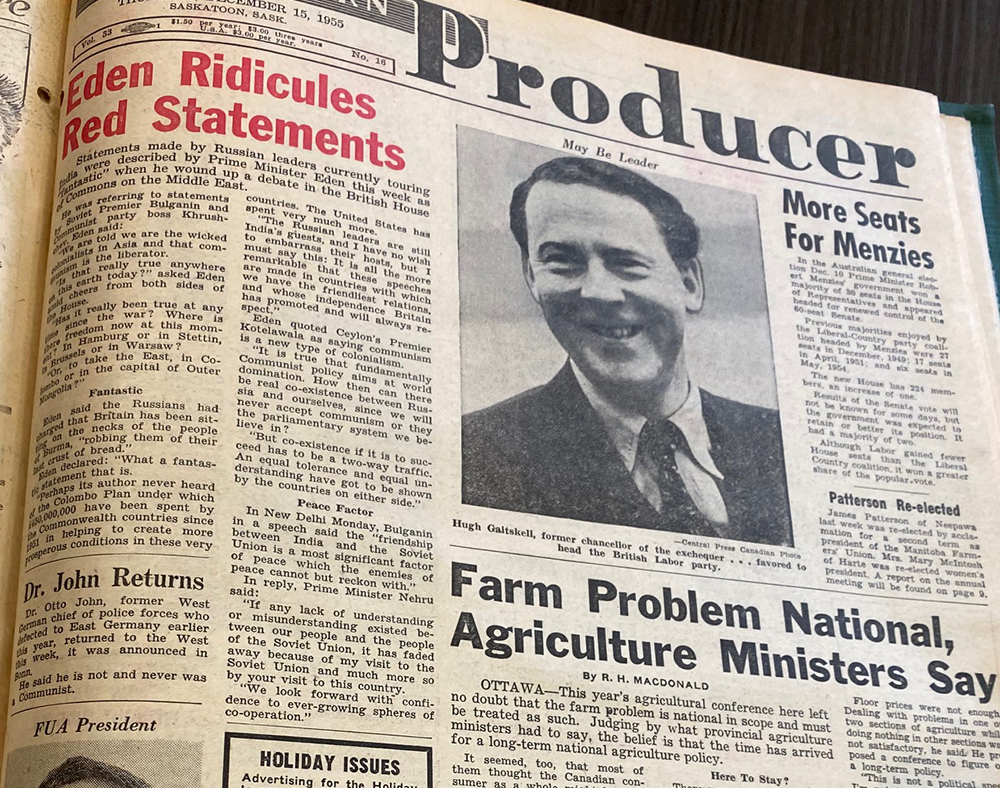 DECEMBER 15, 1955
SASKATOON, SASK.
Vol. 33
$1.50 per year; $3.00 three years
U.S.A. $3.00 per year.
No. 16
Producer
Eden Ridicules
Red Statements
Statements made by Russian leaders currently touring
India were described by Prime Minister Eden this week as
"fantastic" when he wound up a debate in the British House
of Commons on the Middle East.
He was referring to statements
by Soviet Premier Bulganin and
Communist party boss Khrush-
Eden said:
"We are told we are the wicked
colonialists in Asia and that com-
munism is the liberator.
"Is that really true anywhere
on this earth today?" asked Eden
amid cheers from both sides of
the House.
"Has it really been true at any
time since the war? Where is
there freedom now at this mom-
ent? In Hamburg or in Stettin,
in Brussels or in Warsaw?
"Or, to take the East, in Co-
lombo or in the capital of Outer
Mongolia?"
Fantastic
Eden said the Russians had
charged that Britain has been sit-
ting on the necks of the people
of Burma, "robbing them of their
last crust of bread."
Eden declared: "What a fantas-
tic statement that is.
"Perhaps its author never heard
of the Colombo Plan under which
have been spent by
Commonwealth countries since
1951 in helping to create more
prosperous conditions in these very
countries. The United States has
spent very much more.
"The Russian leaders are still
India's guests, and I have no wish
to embarrass their hosts, but I
must say this: It is all the more
remarkable that these speeches
are made in countries with which
we have the friendliest relations,
and whose independence Britain
has promoted and will always re-
spect."
Eden quoted Ceylon's Premier
Kotelawala as saying communism
is a new type of colonialism.
"It is true that fundamentally
Communist policy aims at world
domination. How then can there
be real co-existence between Rus-
sia and ourselves, since we will
never accept communism or they
the parliamentary system we be-
lieve in?
"But co-existence if it is to suc-
ceed has to be a two-way traffic.
An equal tolerance and equal un-
derstanding have got to be shown
by the countries on either side."
Peace Factor
In New Delhi Monday, Bulganin
in a speech said the "friendship
between India and the Soviet
Union is a most significant factor
of peace which the enemies of
peace cannot but reckon with."
In reply, Prime Minister Nehru
said:
"If any lack of understanding
or misunderstanding existed be-
tween our people and the people
of the Soviet Union, it has faded
away because of my visit to the
Soviet Union and much more so
by your visit to this country.
"We look forward with confi-
dence to ever-growing spheres of
co-operation."
Dr. John Returns
Dr. Otto John, former West
German chief of police forces who
defected to East Germany earlier
this year, returned to the West
this week, it was announced in
Bonn.
He said he is not and never was
a Communist.
FUA President
HOLIDAY ISSUES
Advertising for the Holiday
May Be Leader
—Central Press Canadian Photo
Hugh Galtskell, former chancellor of the exchequer . . . favored to
head the British Labor party.
More Seats
For Menzies
In the Australian general elec-
tion Dec. 10 Prime Minister Rob-
ert Menzies' government won a
majority of 30 seats in the House
of Representatives and appeared
headed for renewed control of the
60-seat Senate.
Previous majorities enjoyed by
the Liberal-Country party coali-
tion headed by Menzies were 27
seats in December, 1949; 17 seats
in April, 1951; and six seats in
May, 1954.
The new House has 224 mem-
bers, an increase of one.
Results of the Senate vote will
not be known for some days, but
the government was expected to
retain or better its position. It
had a majority of two.
Although Labor gained fewer
House seats than the Liberal
Country coalition, it won a greater
share of the popular vote.
Patterson Re-elected
James Patterson of Neepawa
last week was re-elected by accla-
mation for a second term as
president of the Manitoba Farm-
ers' Union. Mrs. Mary McIntosh
of Harte was re-elected women's
president. A report on the annual
meeting will be found on page 9.
Farm Problem National,
Agriculture Ministers Say
By R. H. MACDONALD
OTTAWA—This year's agricultural conference here left
no doubt that the farm problem is national in scope and must
be treated as such. Judging by what provincial agriculture
ministers had to say, the belief is that the time has arrived
for a long-term national agriculture policy.
It seemed, too, that most of
them thought the Canadian con-
sumer as a whole
Here To Stay?
Floor prices were not enough.
Dealing with problems in one
two sections of agriculture while
doing nothing in other sections
not satisfactory, he said. He pro-
posed a conference to figure
a long-term policy.
"This is not a political